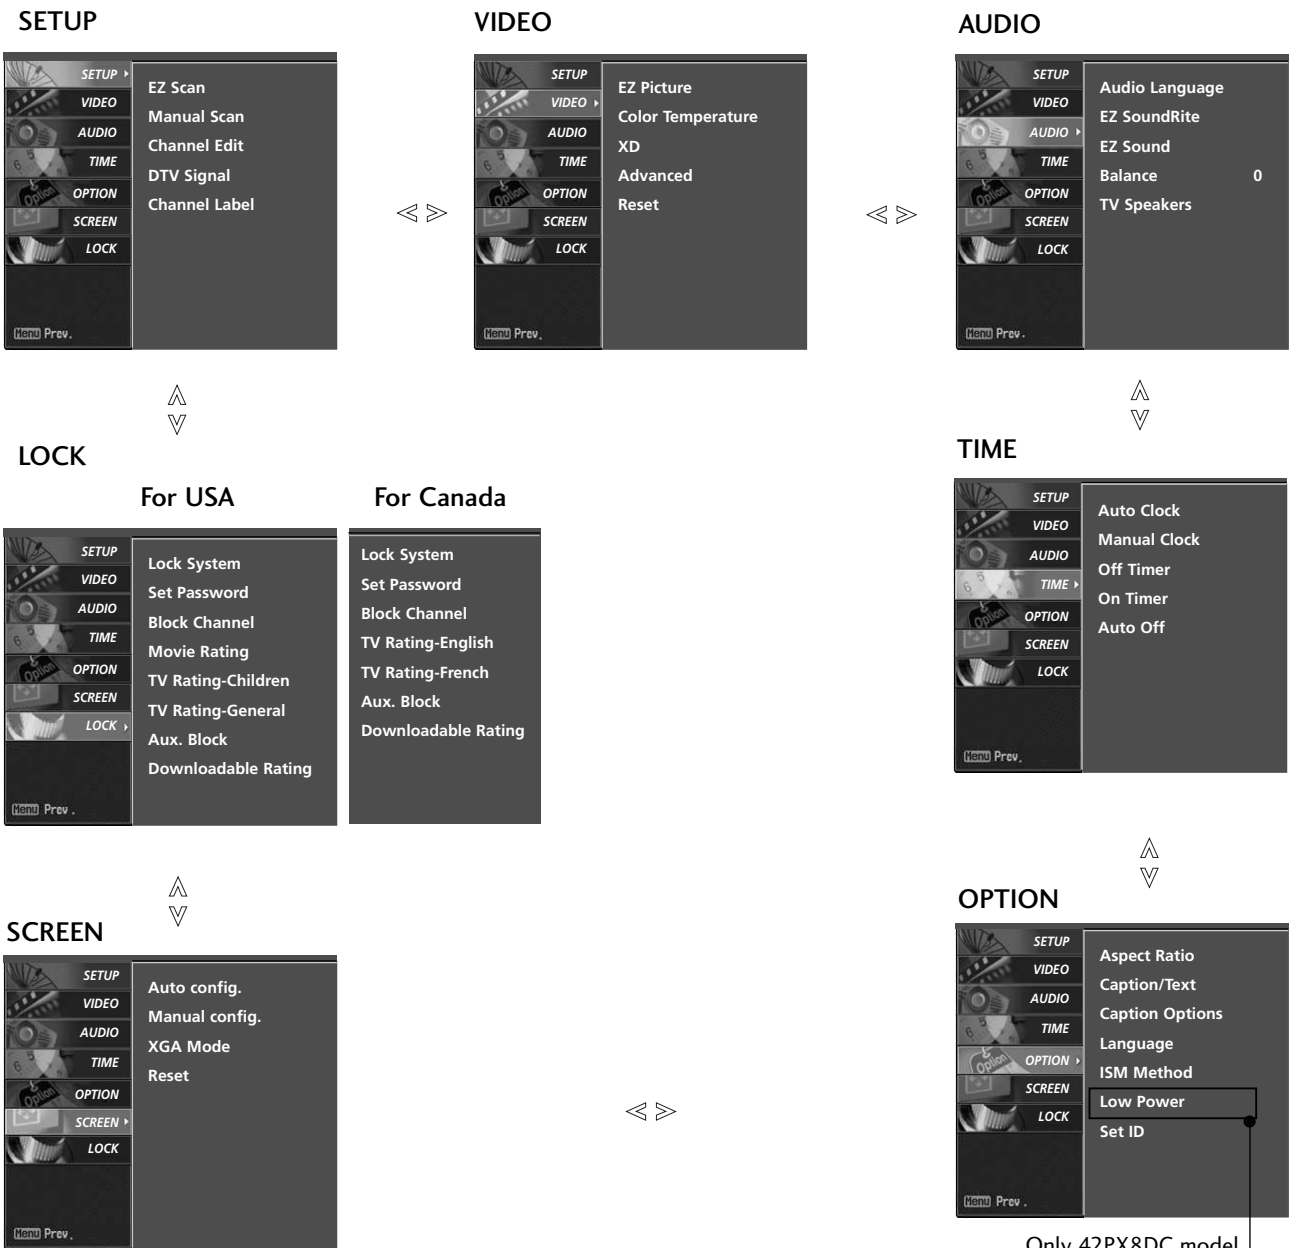 SETUP
SETUP
VIDEO
AUDIO
TIME
OPTION
SCREEN
LOCK
EZ Scan
Manual Scan
Channel Edit
DTV Signal
Channel Label
Menu Prev.
VIDEO
SETUP
VIDEO
AUDIO
TIME
OPTION
SCREEN
LOCK
EZ Picture
Color Temperature
XD
Advanced
Reset
Menu Prev.
AUDIO
SETUP
VIDEO
AUDIO
TIME
OPTION
SCREEN
LOCK
Audio Language
EZ SoundRite
EZ Sound
Balance 0
TV Speakers
Menu Prev.
LOCK
For USA
SETUP
VIDEO
AUDIO
TIME
OPTION
SCREEN
LOCK
Lock System
Set Password
Block Channel
Movie Rating
TV Rating-Children
TV Rating-General
Aux. Block
Downloadable Rating
Menu Prev.
For Canada
Lock System
Set Password
Block Channel
TV Rating-English
TV Rating-French
Aux. Block
Downloadable Rating
TIME
SETUP
VIDEO
AUDIO
TIME
OPTION
SCREEN
LOCK
Auto Clock
Manual Clock
Off Timer
On Timer
Auto Off
Menu Prev.
SCREEN
SETUP
VIDEO
AUDIO
TIME
OPTION
SCREEN
LOCK
Auto config.
Manual config.
XGA Mode
Reset
Menu Prev.
OPTION
SETUP
VIDEO
AUDIO
TIME
OPTION
SCREEN
LOCK
Aspect Ratio
Caption/Text
Caption Options
Language
ISM Method
Low Power
Set ID
Menu Prev.
Only 42PX8DC model